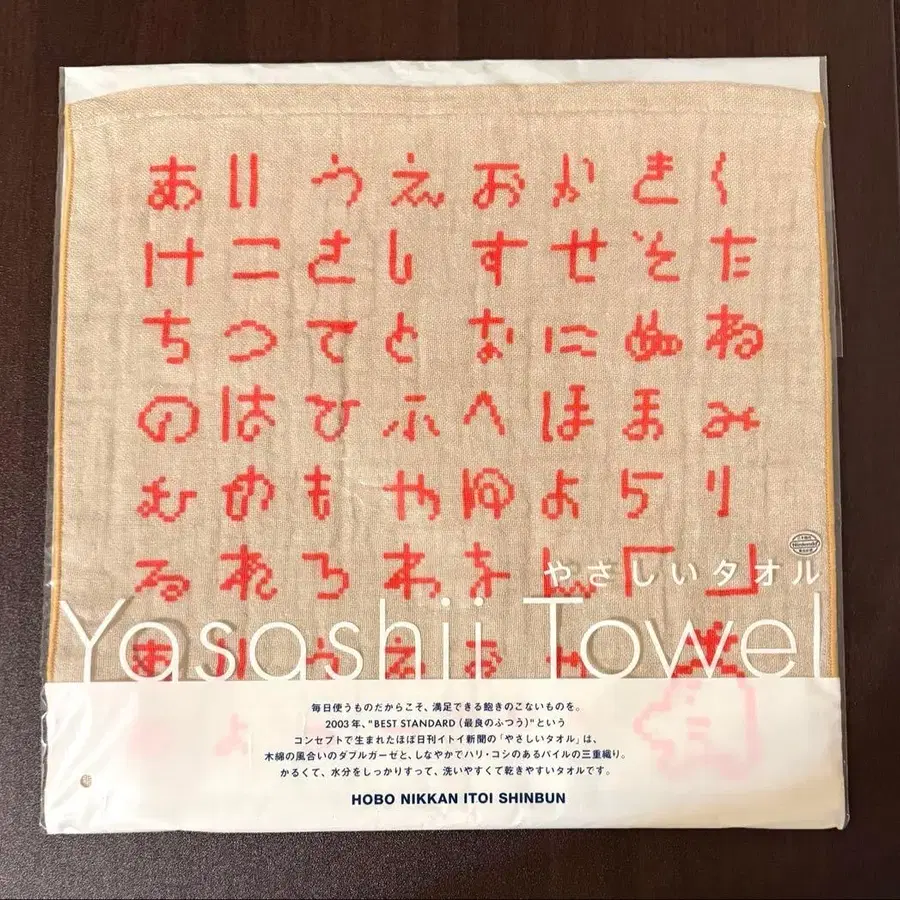 あいうえおかきく
けこさしすせそた
ちつてとなにぬね
のはひふへほまみ
むめもやゆよらり
るれろわをん「」
やさしいタオル
Nintendo
Yasashii Towel
ぁぃぅぇぉっ
ょ
毎日使うものだからこそ、満足できる飽きのこないものを。
2003年、"BEST STANDARD（最良のふつう）"という
コンセプトで生まれたほぼ日刊イトイ新聞の「やさしいタオル」は、
木綿の風合いのダブルガーゼと、しなやかでハリ・コシのあるパイルの三重織り。
かるくて、水分をしっかりすって、洗いやすくて乾きやすいタオルです。
HOBO NIKKAN ITOI SHINBUN